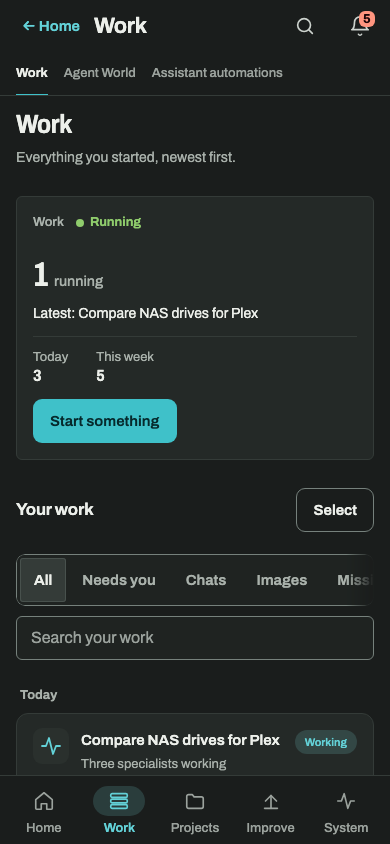 ← Home Work 5
Work Agent World Assistant automations
Work
Everything you started, newest first.
Work Running
1 running
Latest: Compare NAS drives for Plex
Today This week
3 5
Start something
Your work Select
All Needs you Chats Images Miss
Search your work
Today
Compare NAS drives for Plex Working
Three specialists working
Home Work Projects Improve System